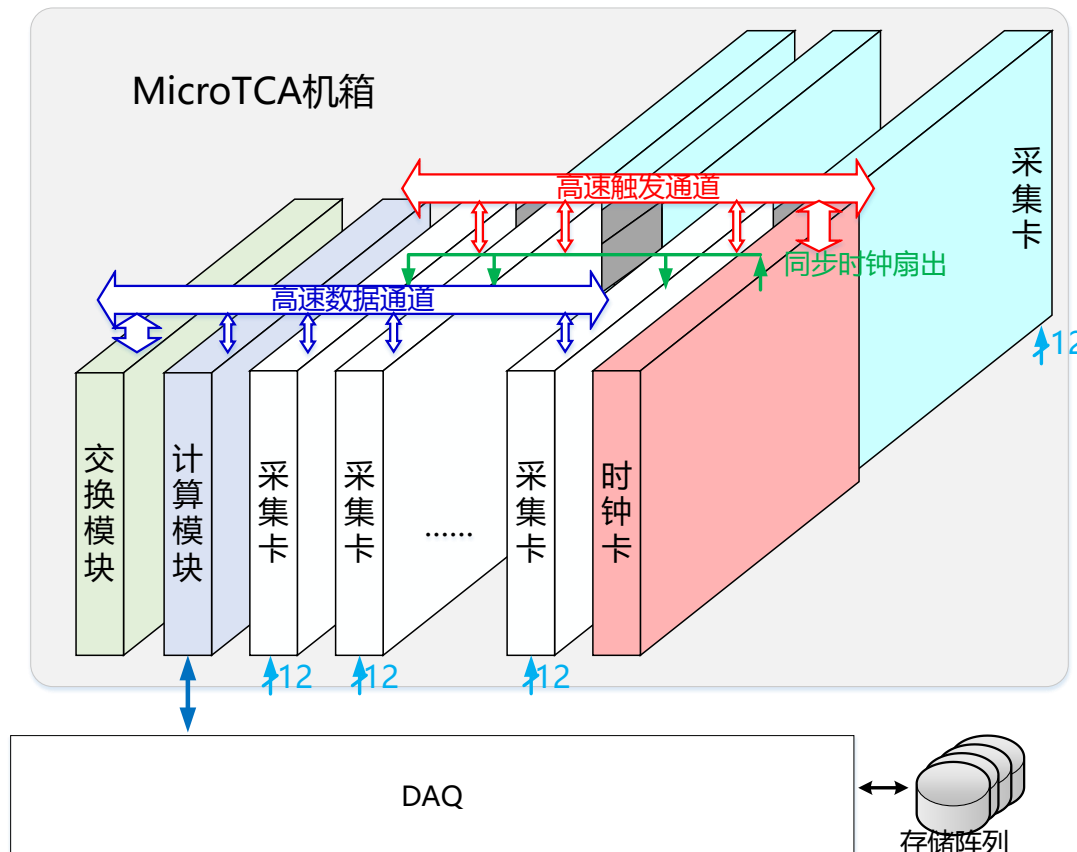 MicroTCA机箱
高速触发通道
采集卡
同步时钟扇出
高速数据通道
12
交换模块
计算模块
采集卡
采集卡
......
采集卡
时钟卡
12
12
12
DAQ
存储阵列